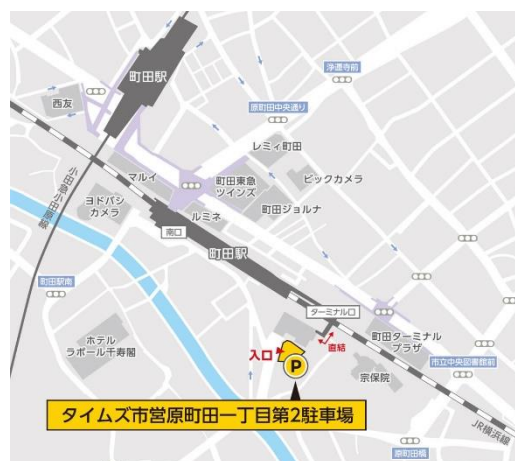 町田駅
浄運寺前
西友
原町田中央通り
レミィ町田
マルイ
町田東急
ツインズ
ビックカメラ
小田急小田原線
ヨドバシ
カメラ
ルミネ
町田ジョルナ
南口
町田駅
町田駅南
ターミナル口
町田ターミナル
プラザ
ホテル
ラポール千寿閣
入口
直結
P
宗保院
市立中央図書館前
タイムズ市営原町田一丁目第2駐車場
JR横浜線
原町田橋